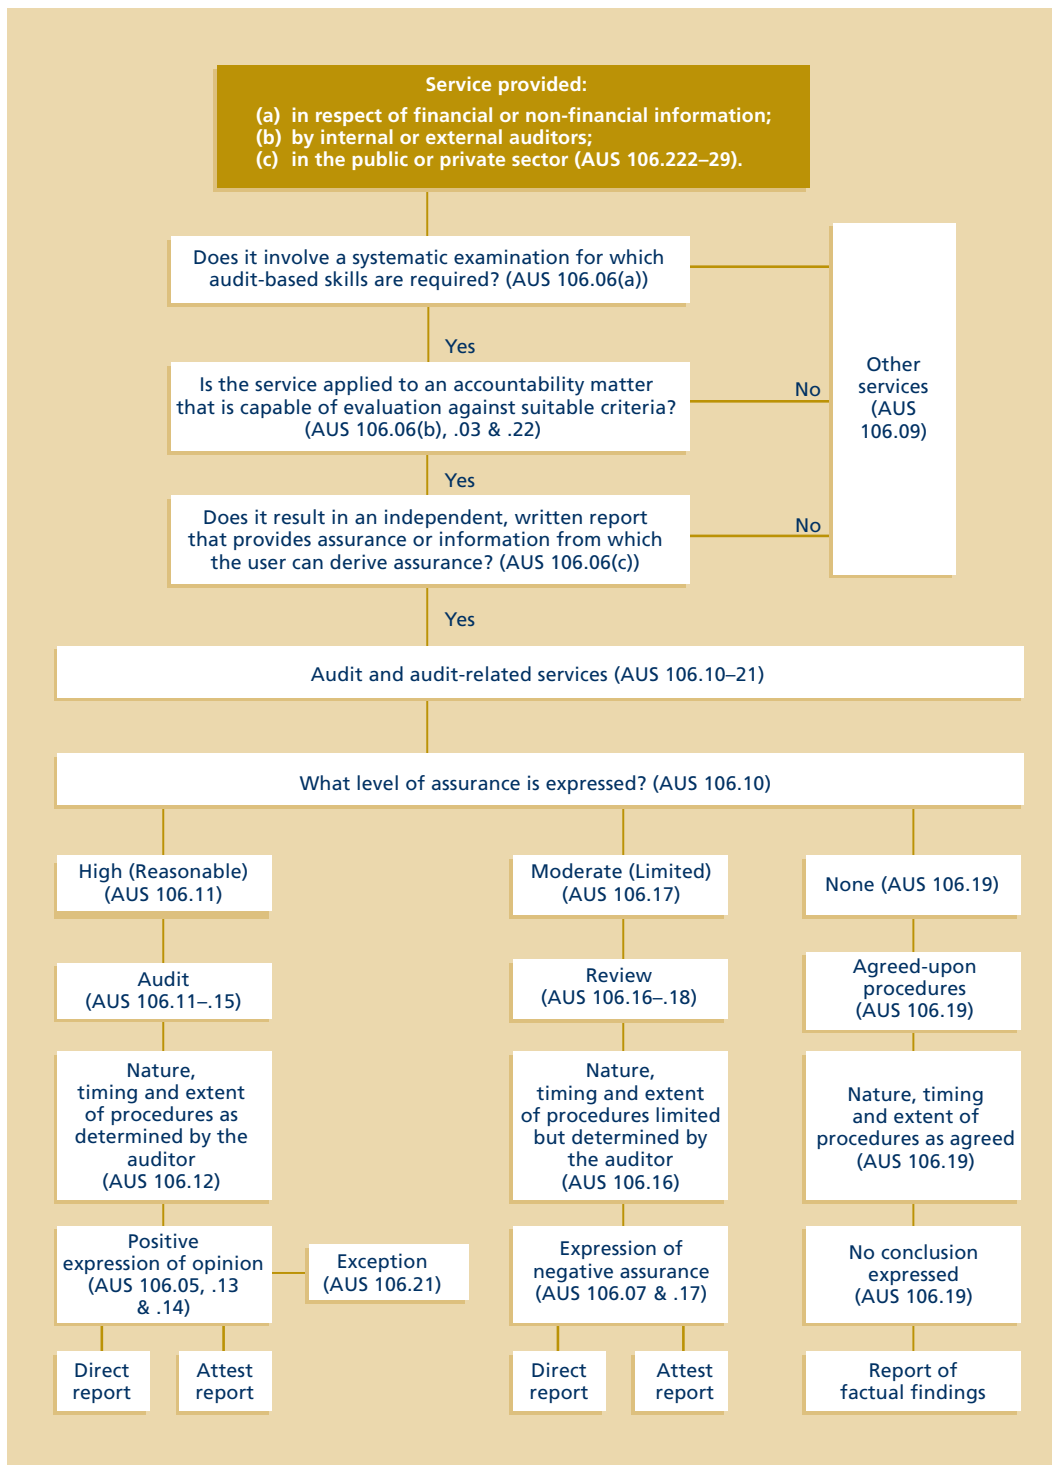 Service provided:
(a) in respect of financial or non-financial information;
(b) by internal or external auditors;
(c) in the public or private sector (AUS 106.222–29).
Does it involve a systematic examination for which
audit-based skills are required? (AUS 106.06(a))
Yes
Is the service applied to an accountability matter
that is capable of evaluation against suitable criteria?
(AUS 106.06(b), .03 & .22)
No
Other
services
(AUS
106.09)
Yes
Does it result in an independent, written report
that provides assurance or information from which
the user can derive assurance? (AUS 106.06(c))
No
Yes
Audit and audit-related services (AUS 106.10–21)
What level of assurance is expressed? (AUS 106.10)
High (Reasonable)
(AUS 106.11)
Moderate (Limited)
(AUS 106.17)
None (AUS 106.19)
Audit
(AUS 106.11–.15)
Review
(AUS 106.16–.18)
Agreed-upon
procedures
(AUS 106.19)
Nature,
timing and extent
of procedures as
determined by the
auditor
(AUS 106.12)
Nature,
timing and extent
of procedures limited
but determined by
the auditor
(AUS 106.16)
Nature, timing
and extent of
procedures as agreed
(AUS 106.19)
Positive
expression of opinion
(AUS 106.05, .13
& .14)
Exception
(AUS 106.21)
Expression of
negative assurance
(AUS 106.07 & .17)
No conclusion
expressed
(AUS 106.19)
Direct
report
Attest
report
Direct
report
Attest
report
Report of
factual findings